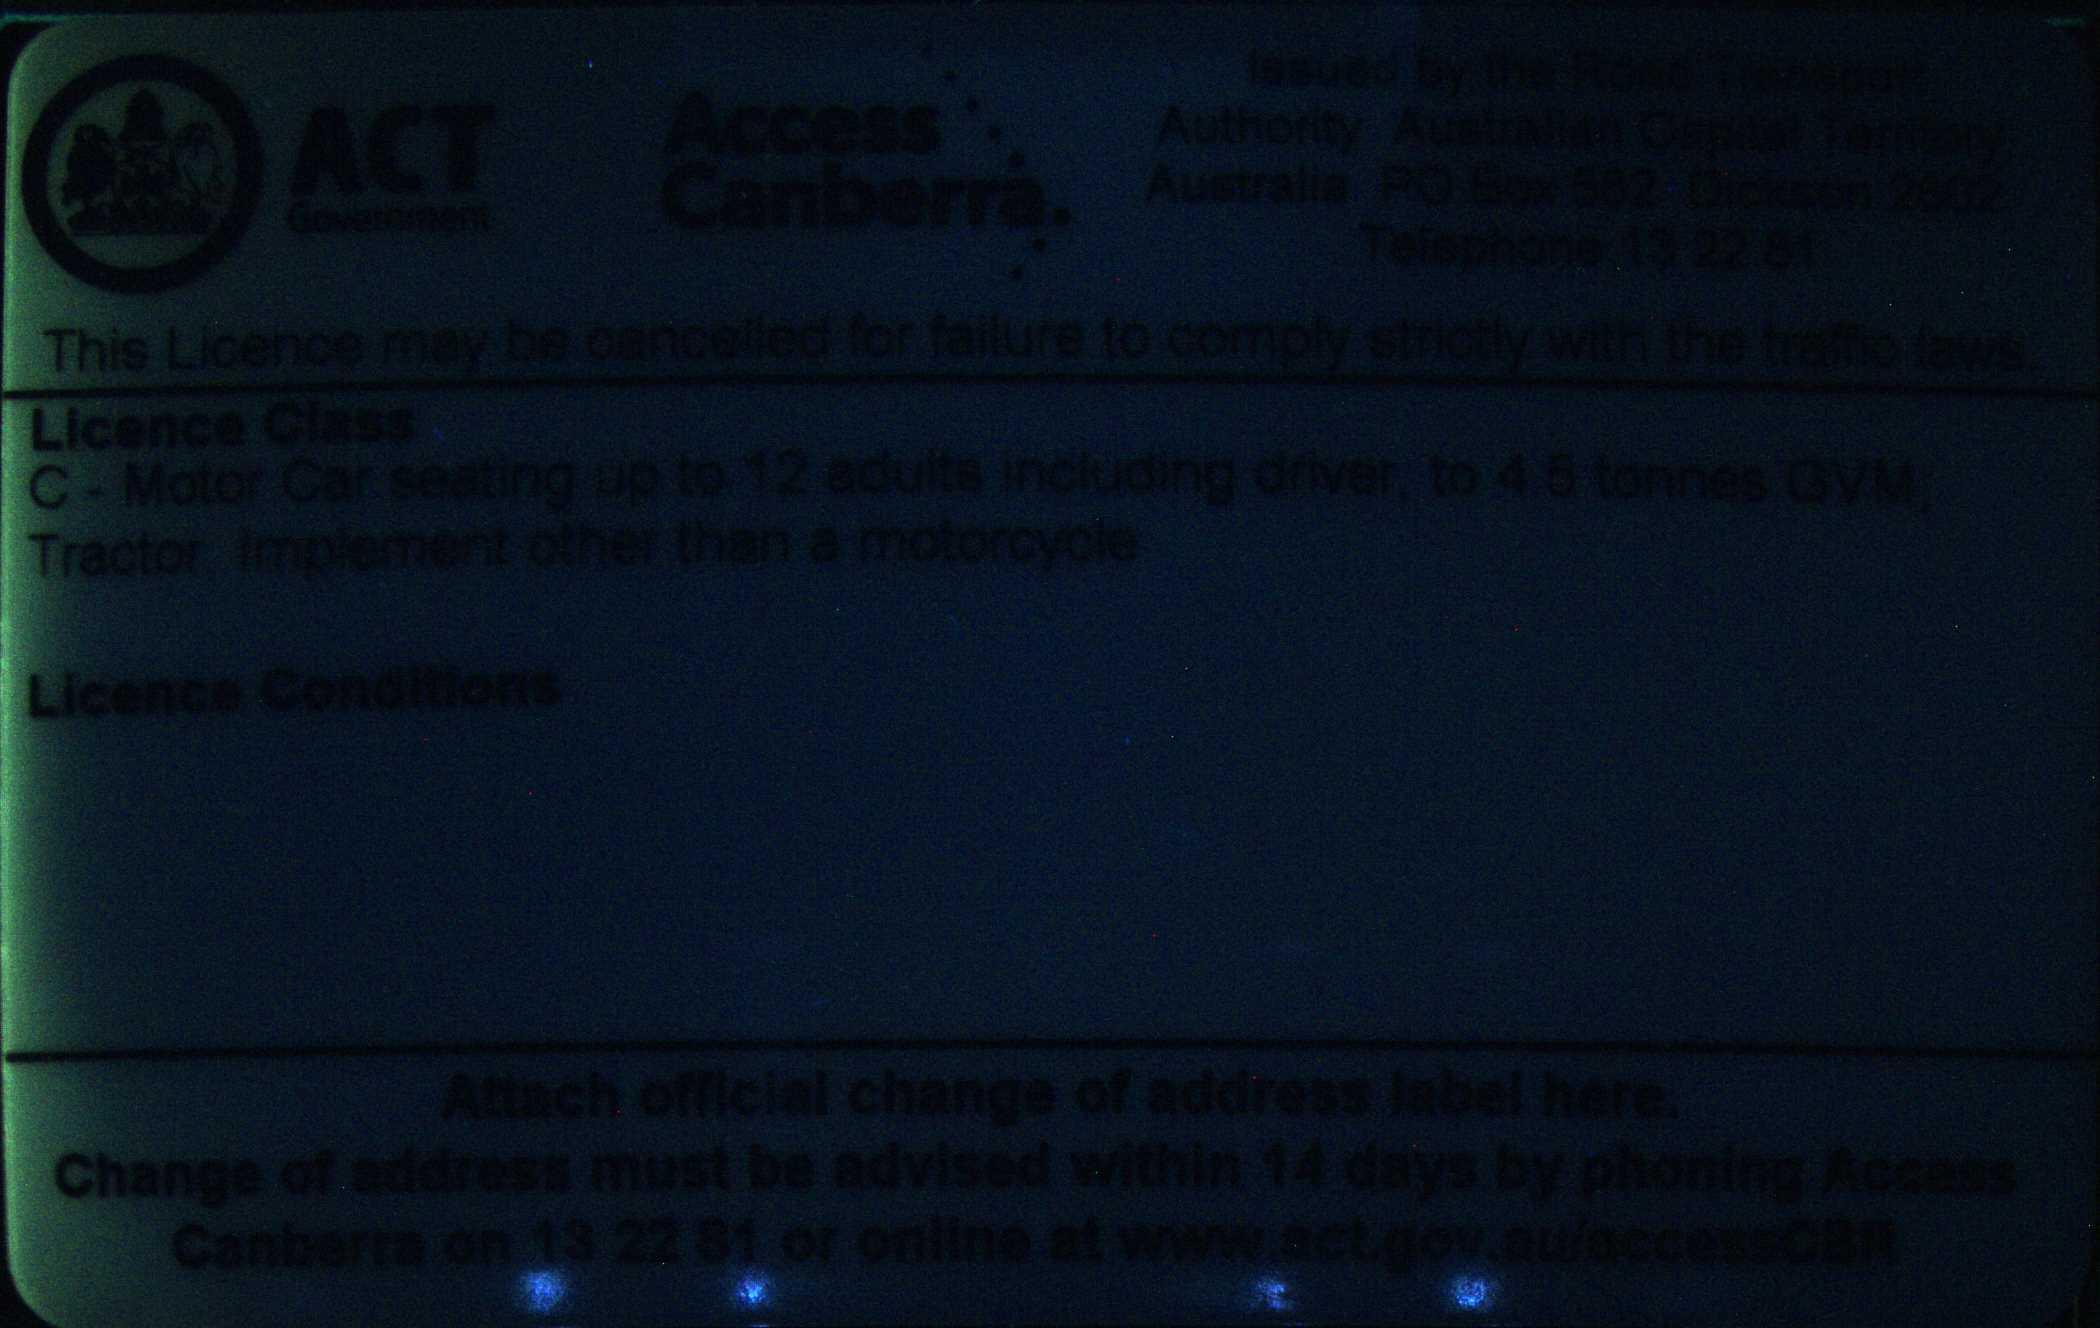 ACT
Government
Access
Canberra.
Issued by the Road Transport
Authority Australian Capital Territory
Australia PO Box 582 Dickson 2602
Telephone 13 22 81
This Licence may be cancelled for failure to comply strictly with the traffic laws.
Licence Class
C - Motor Car seating up to 12 adults including driver, to 4.5 tonnes GVM;
Tractor, Implement other than a motorcycle
Licence Conditions
Attach official change of address label here.
Change of address must be advised within 14 days by phoning Access
Canberra on 13 22 81 or online at www.act.gov.au/accessCBR